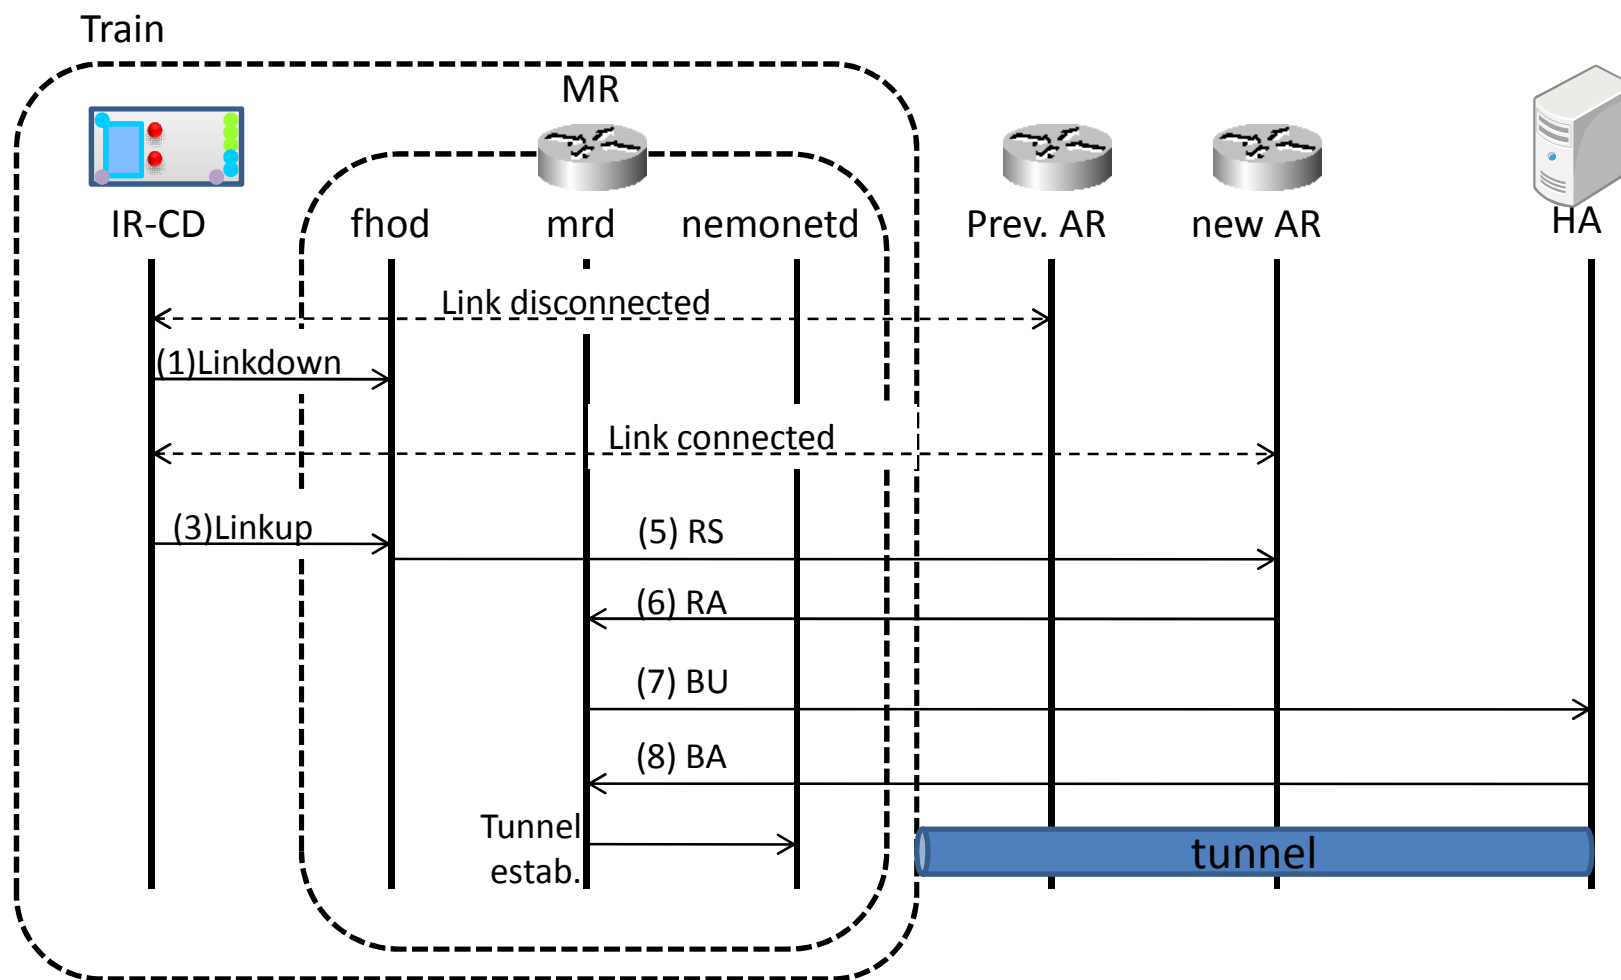 Train
MR
IR-CD
fhod
mrd
nemonetd
Prev. AR
new AR
HA
Link disconnected
(1)Linkdown
Link connected
(3)Linkup
(5) RS
(6) RA
(7) BU
(8) BA
Tunnel
estab.
tunnel